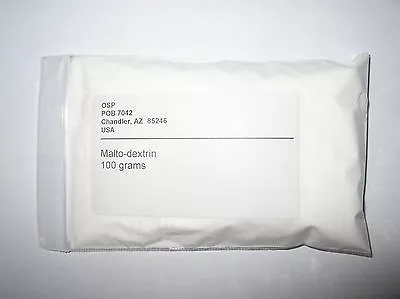 OSP
POB 7042
Chandler, AZ 85246
USA
Malto-dextrin
100 grams